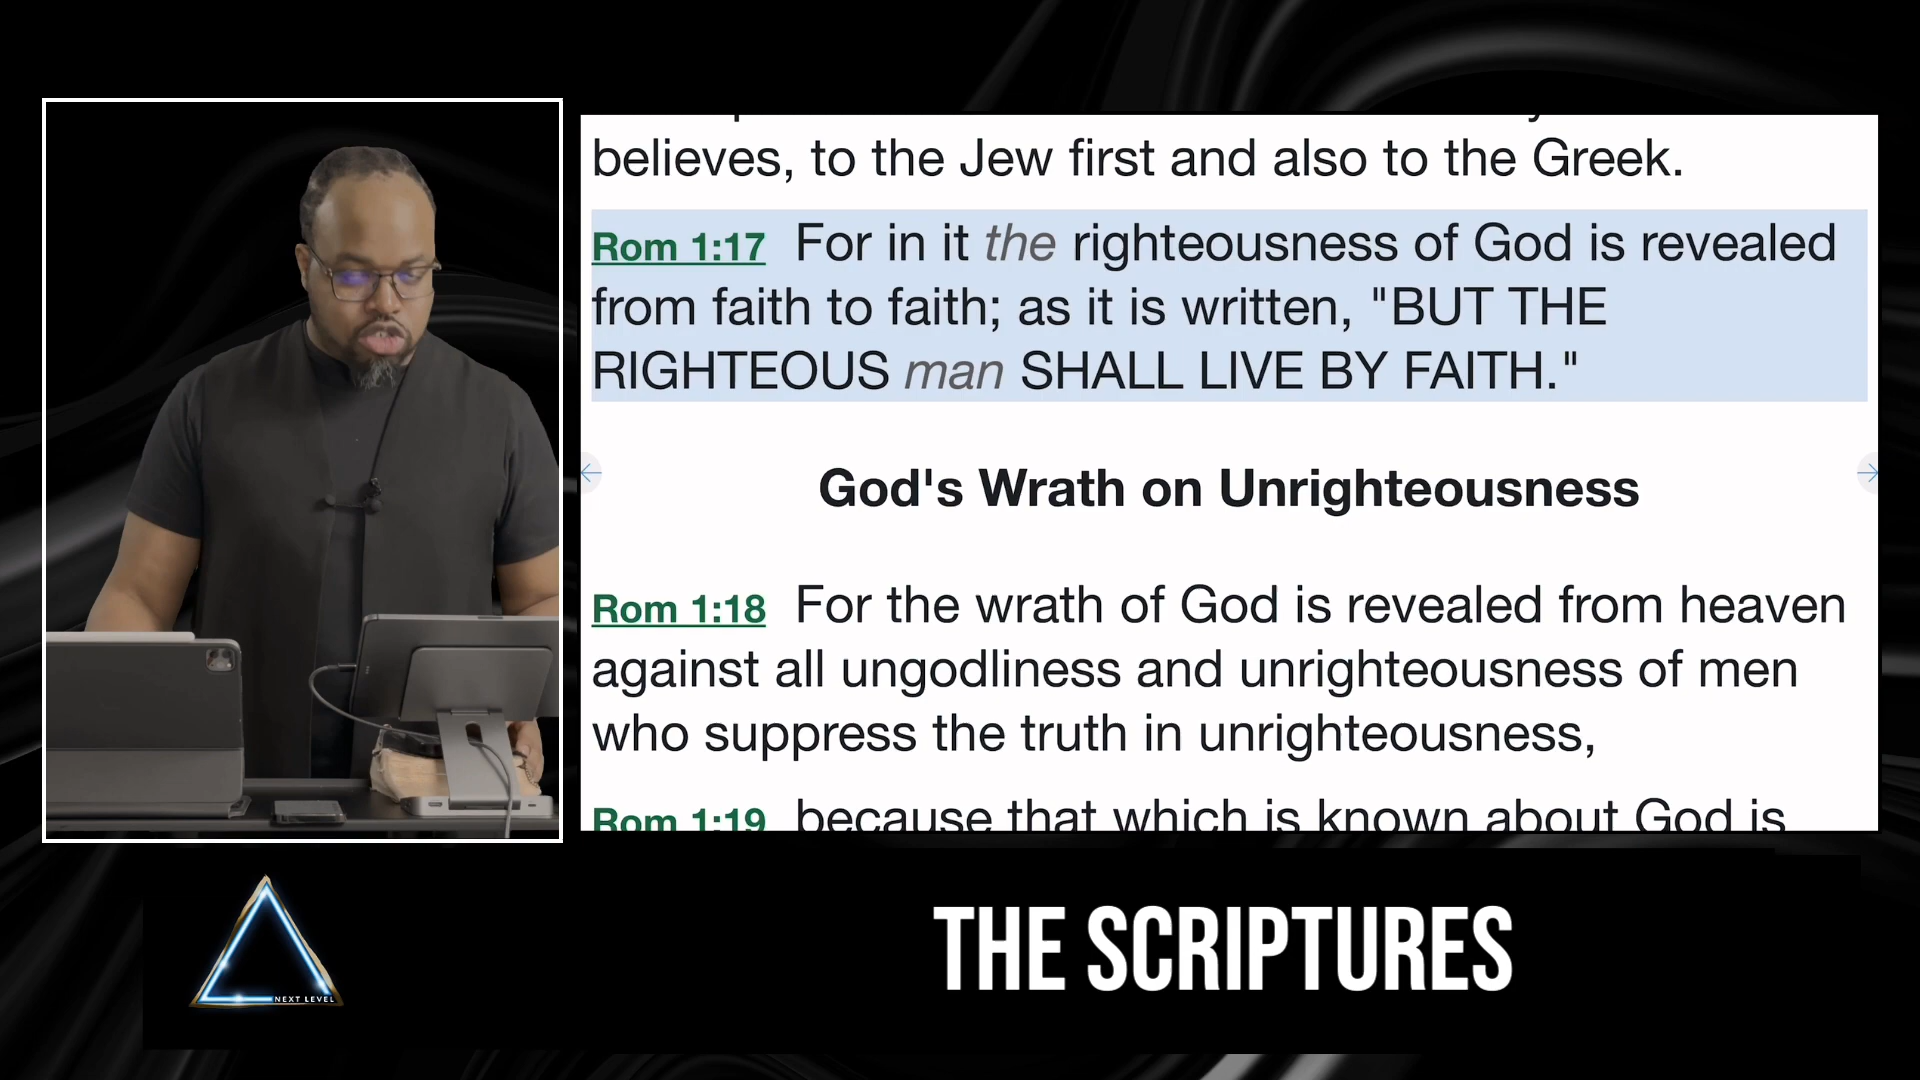 believes, to the Jew first and also to the Greek.
Rom 1:17 For in it the righteousness of God is revealed
from faith to faith; as it is written, "BUT THE
RIGHTEOUS man SHALL LIVE BY FAITH."
God's Wrath on Unrighteousness
Rom 1:18 For the wrath of God is revealed from heaven
against all ungodliness and unrighteousness of men
who suppress the truth in unrighteousness,
Rom 1:19 because that which is known about God is
NEXT LEVEL
THE SCRIPTURES